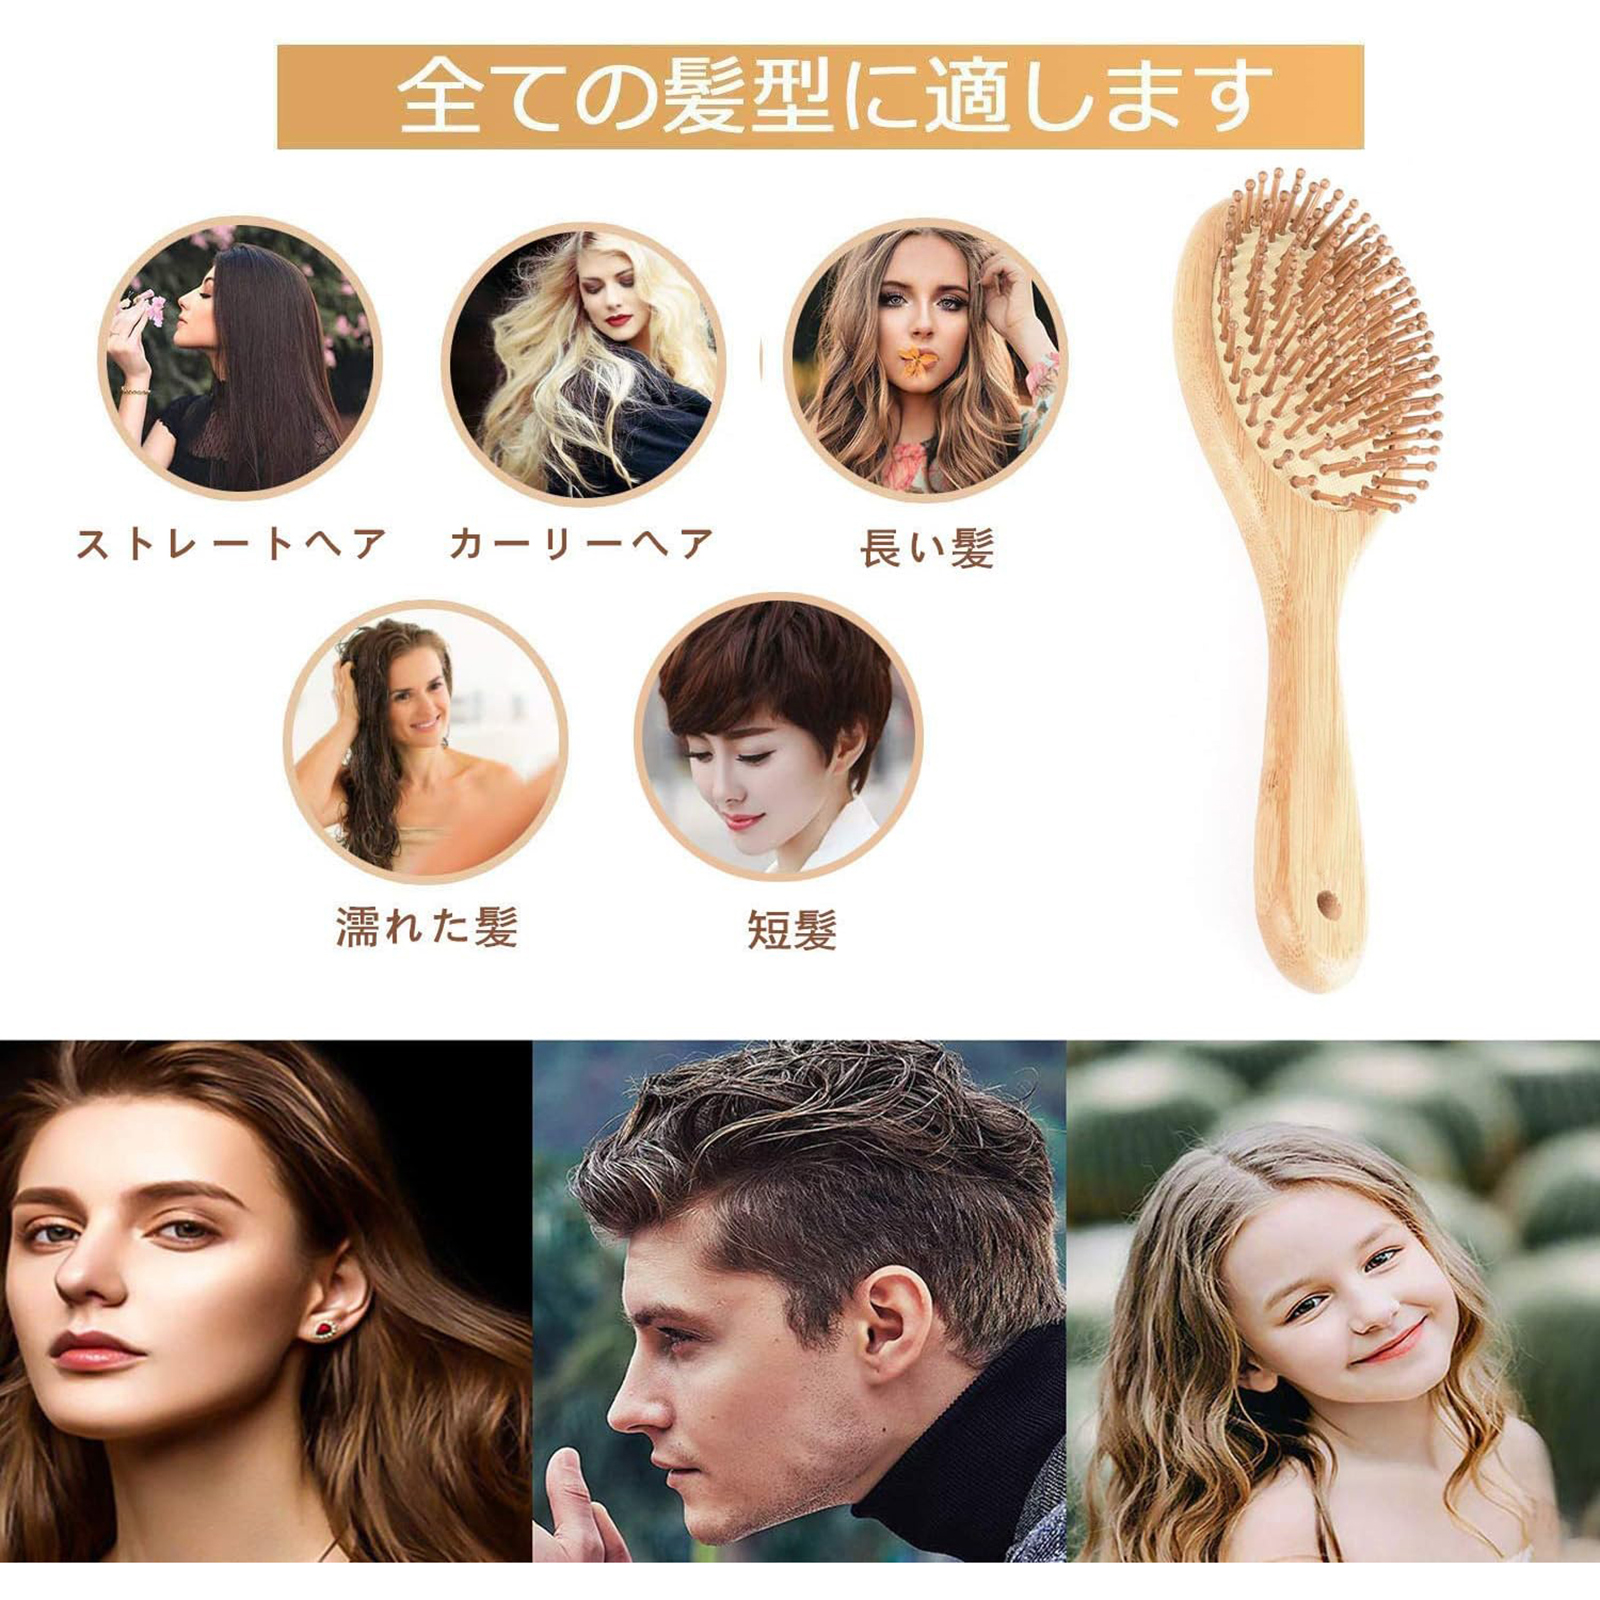 全ての髪型に適します
ストレートヘア
カーリーヘア
長い髪
濡れた髪
短髪